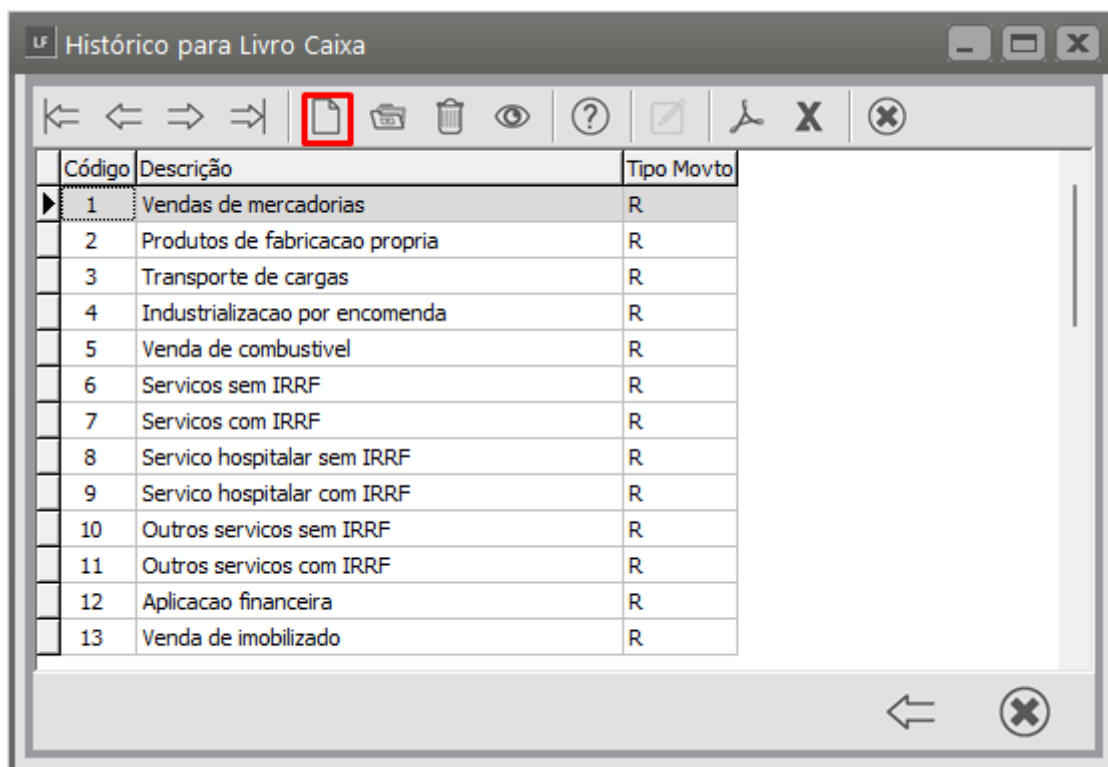 LF Histórico para Livro Caixa
Código Descrição Tipo Movto
1 Vendas de mercadorias R
2 Produtos de fabricacao propria R
3 Transporte de cargas R
4 Industrializacao por encomenda R
5 Venda de combustivel R
6 Servicos sem IRRF R
7 Servicos com IRRF R
8 Servico hospitalar sem IRRF R
9 Servico hospitalar com IRRF R
10 Outros servicos sem IRRF R
11 Outros servicos com IRRF R
12 Aplicacao financeira R
13 Venda de imobilizado R